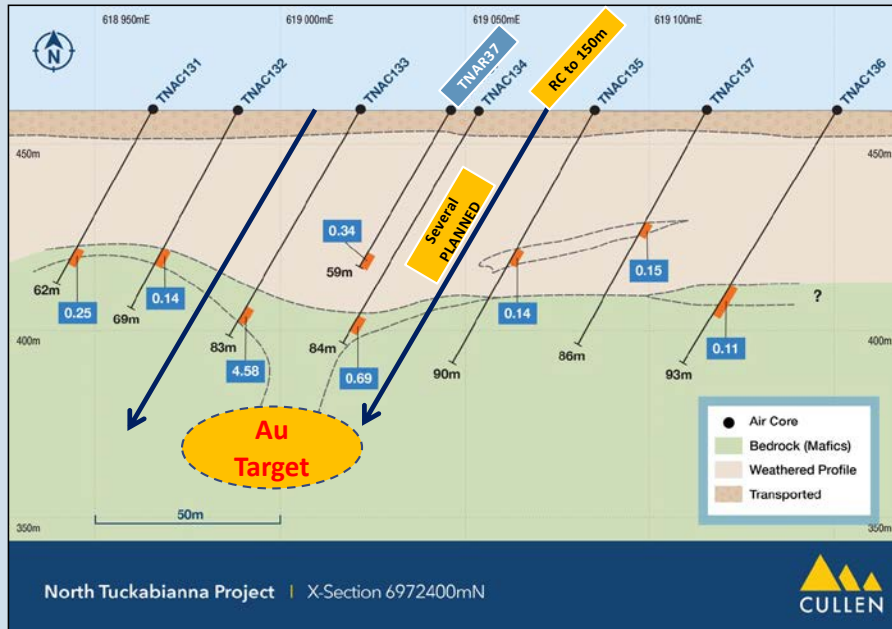 618 950mE
619 000mE
619 050mE
619 100mE
N
TNAC131
TNAC132
TNAC133
TNAR37
TNAC134
RC to 150m
TNAC135
TNAC137
TNAC136
450m
450m
Several
PLANNED
0.34
59m
0.15
62m
0.25
69m
0.14
83m
4.58
84m
0.69
90m
0.14
86m
93m
0.11
?
400m
400m
Au
Target
50m
350m
350m
Air Core
Bedrock (Mafics)
Weathered Profile
Transported
North Tuckabianna Project | X-Section 6972400mN
CULLEN